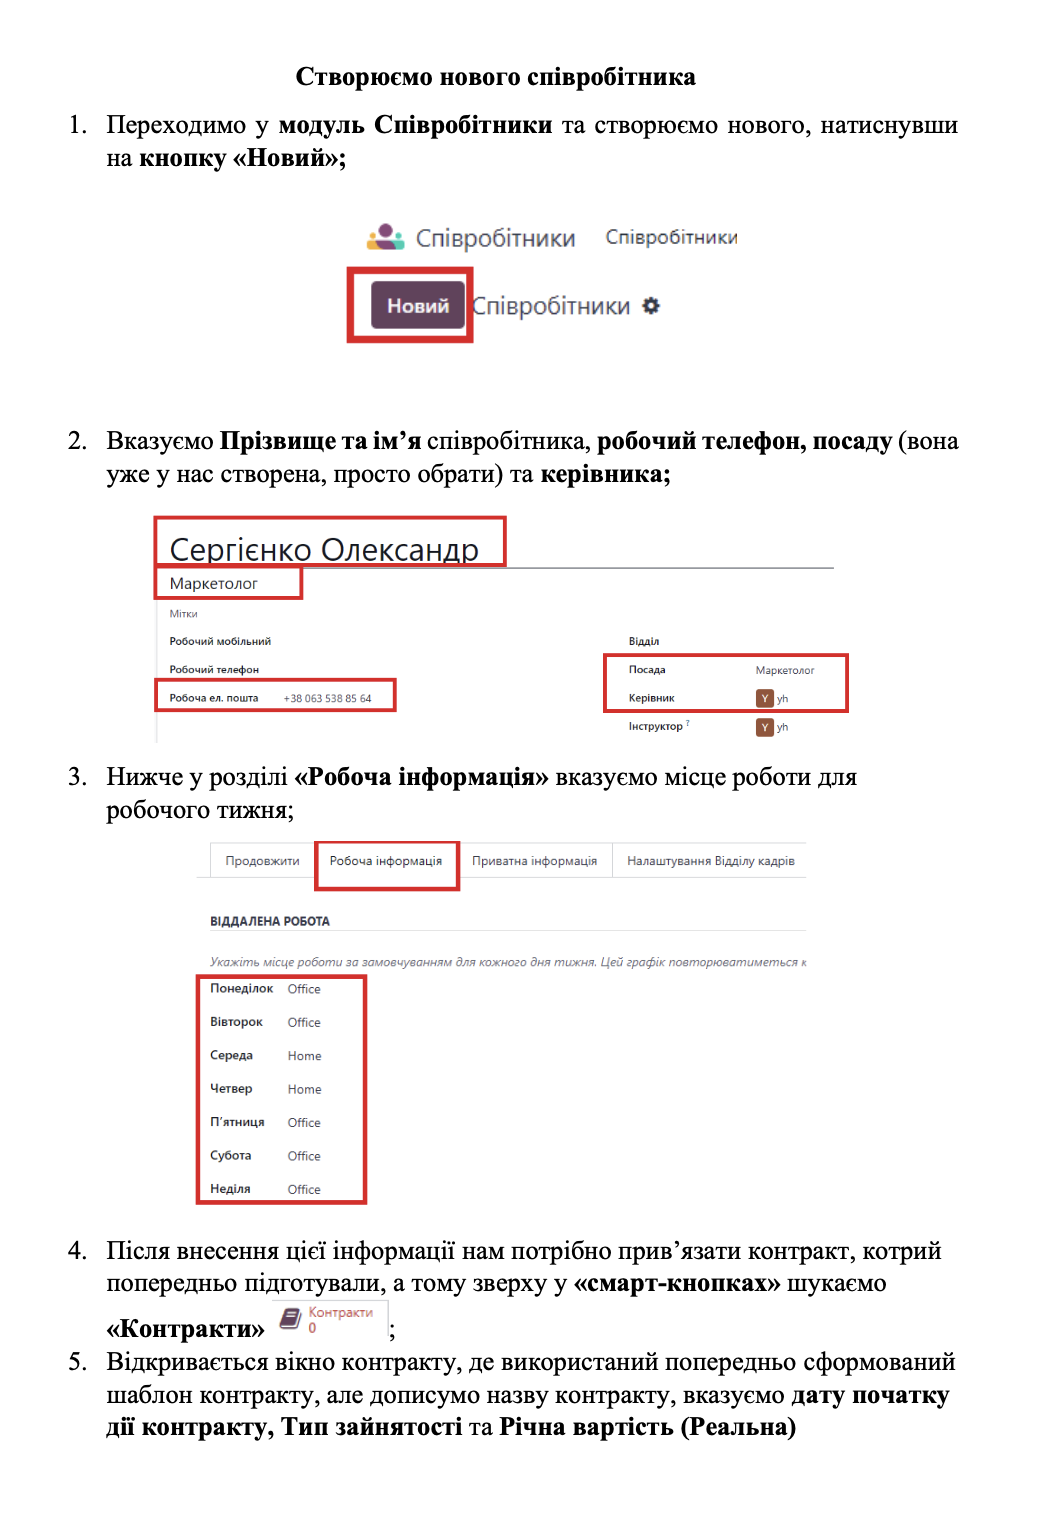 Створюємо нового співробітника
1. Переходимо у модуль Співробітники та створюємо нового, натиснувши
на кнопку «Новий»;
Співробітники Співробітники
Новий Співробітники
2. Вказуємо Прізвище та ім’я співробітника, робочий телефон, посаду (вона
уже у нас створена, просто обрати) та керівника;
Сергієнко Олександр
Маркетолог
Мітки
Робочий мобільний Відділ
Робочий телефон Посада Маркетолог
Робоча ел. пошта +38 063 538 85 64 Керівник Y yh
Інструктор ? Y yh
3. Нижче у розділі «Робоча інформація» вказуємо місце роботи для
робочого тижня;
Продовжити Робоча інформація Приватна інформація Налаштування Відділу кадрів
ВІДДАЛЕНА РОБОТА
Укажіть місце роботи за замовчуванням для кожного дня тижня. Цей графік повторюватиметься к
Понеділок Office
Вівторок Office
Середа Home
Четвер Home
П'ятниця Office
Субота Office
Неділя Office
4. Після внесення цієї інформації нам потрібно прив’язати контракт, котрий
попередньо підготували, а тому зверху у «смарт-кнопках» шукаємо
«Контракти» Контракти 0 ;
5. Відкривається вікно контракту, де використаний попередньо сформований
шаблон контракту, але дописумо назву контракту, вказуємо дату початку
дії контракту, Тип зайнятості та Річна вартість (Реальна)